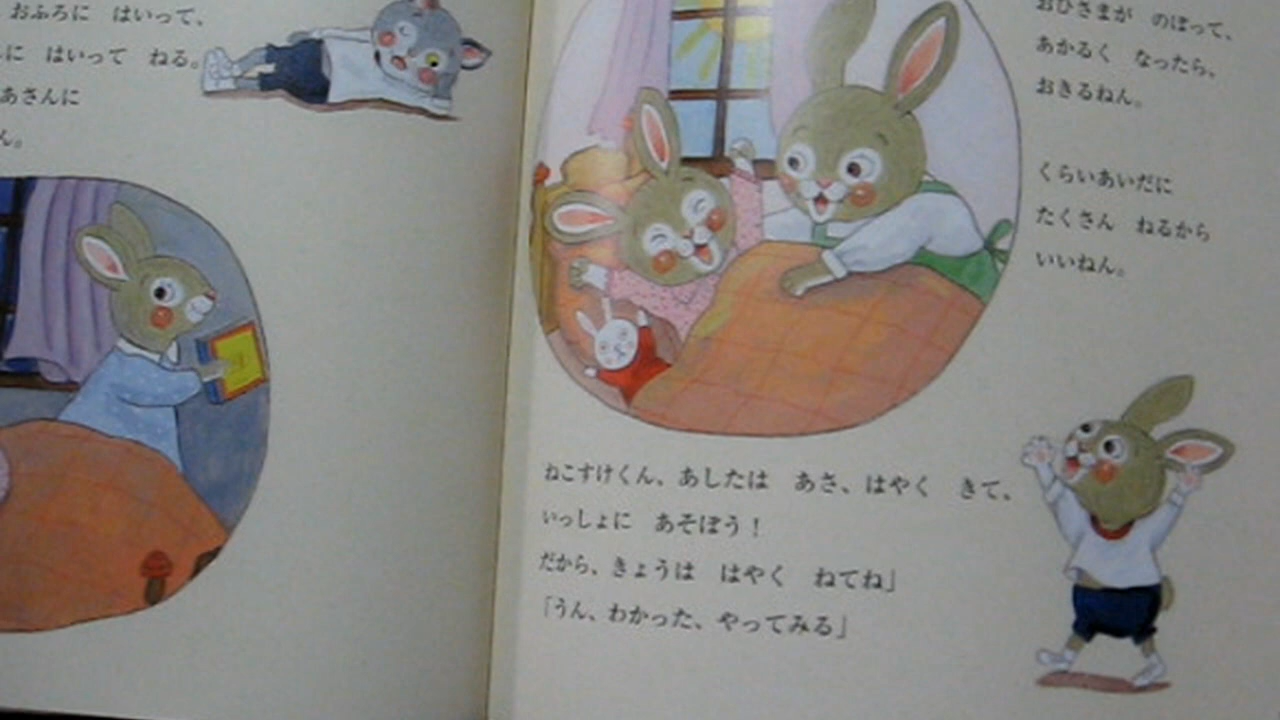 おふろに はいって、
に はいって ねる。
あさんに
ん。
おひさまが のぼって、
あかるく なったら、
おきるねん。
くらいあいだに
たくさん ねるから
いいねん。
ねこすけくん、あしたは あさ、はやく きて、
いっしょに あそぼう!
だから、きょうは はやく ねてね」
「うん、わかった、やってみる」